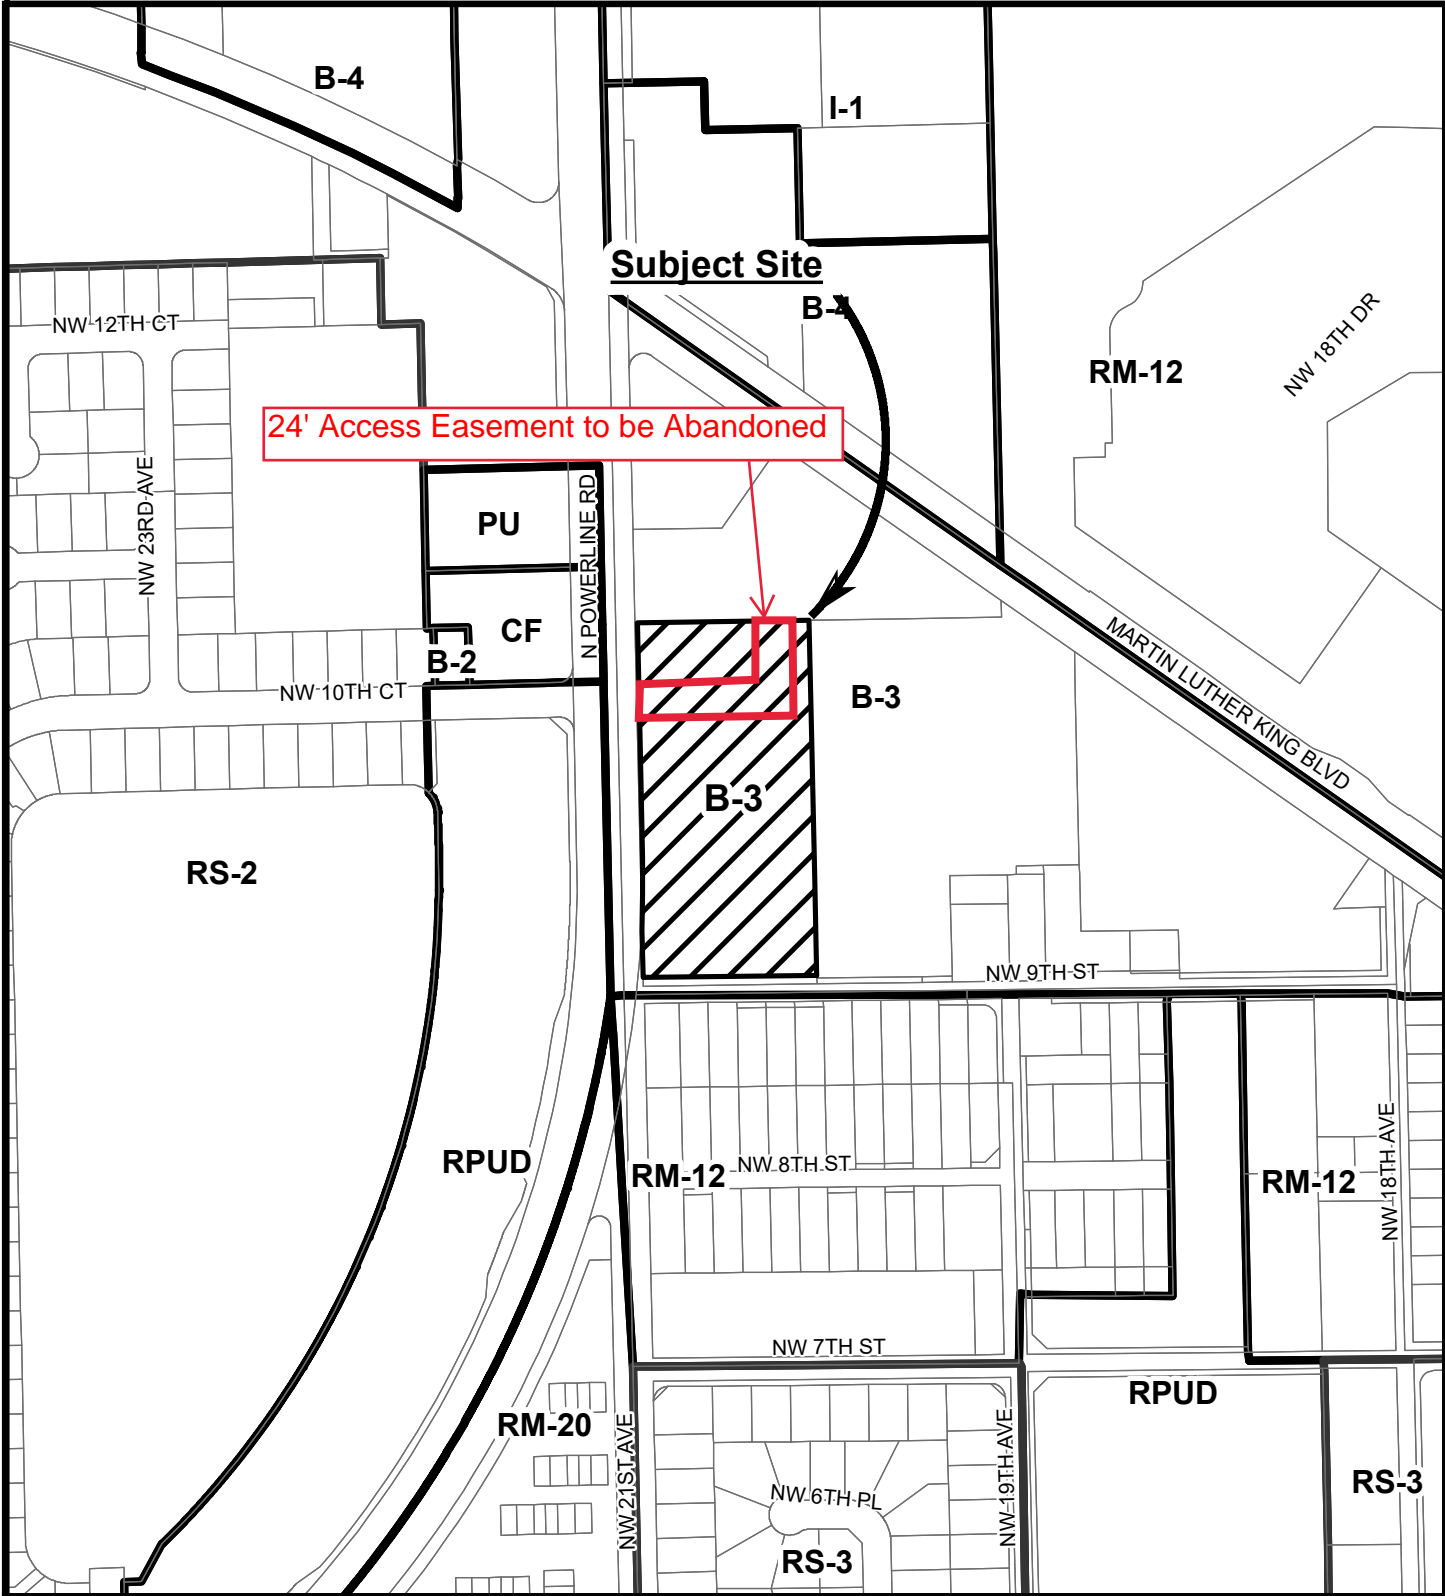 B-4
I-1
Subject Site
B-4
NW 12TH CT
RM-12
NW 18TH DR
24' Access Easement to be Abandoned
NW 23RD AVE
N POWERLINE RD
PU
CF
B-2
NW 10TH CT
B-3
MARTIN LUTHER KING BLVD
B-3
RS-2
NW 9TH ST
RPUD
RM-12
NW 8TH ST
RM-12
NW 18TH AVE
NW 7TH ST
RPUD
RM-20
NW 21ST AVE
NW 19TH AVE
RS-3
NW 6TH PL
RS-3